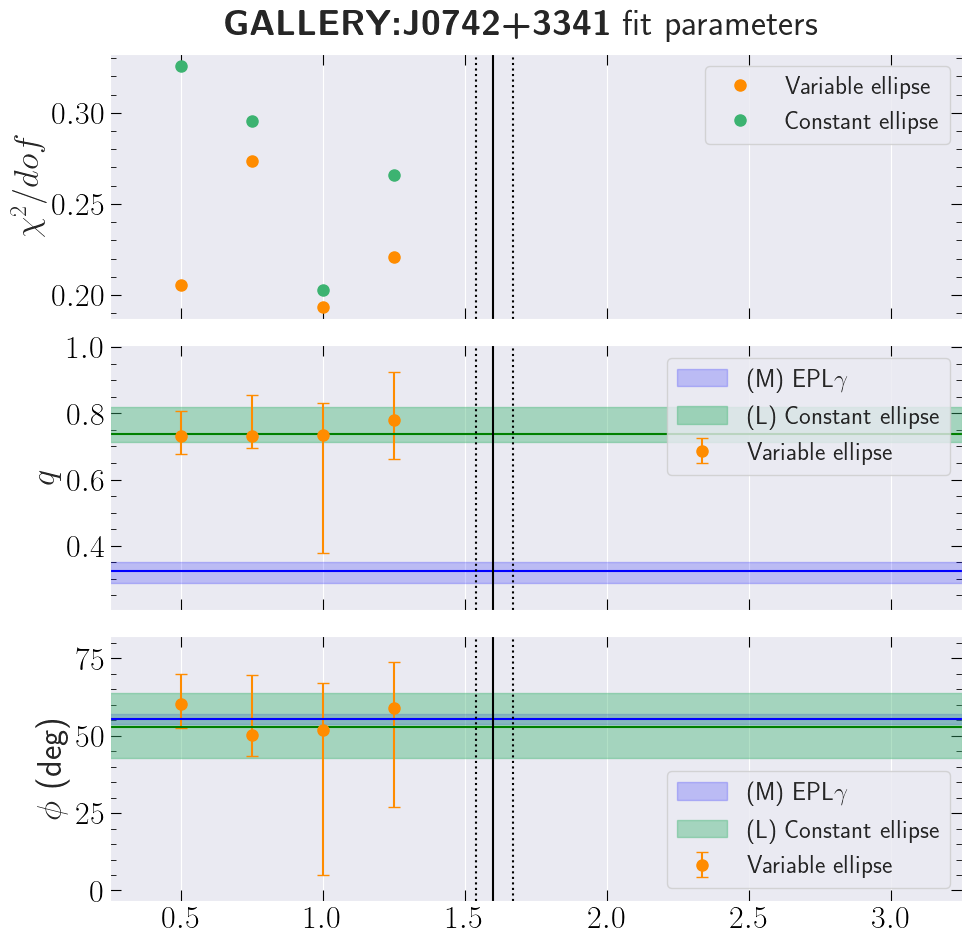 GALLERY:J0742+3341 fit parameters
χ²/dof
0.30
0.25
0.20
Variable ellipse
Constant ellipse
q
1.0
0.8
0.6
0.4
(M) EPLγ
(L) Constant ellipse
Variable ellipse
ϕ (deg)
75
50
25
0
(M) EPLγ
(L) Constant ellipse
Variable ellipse
0.5 1.0 1.5 2.0 2.5 3.0